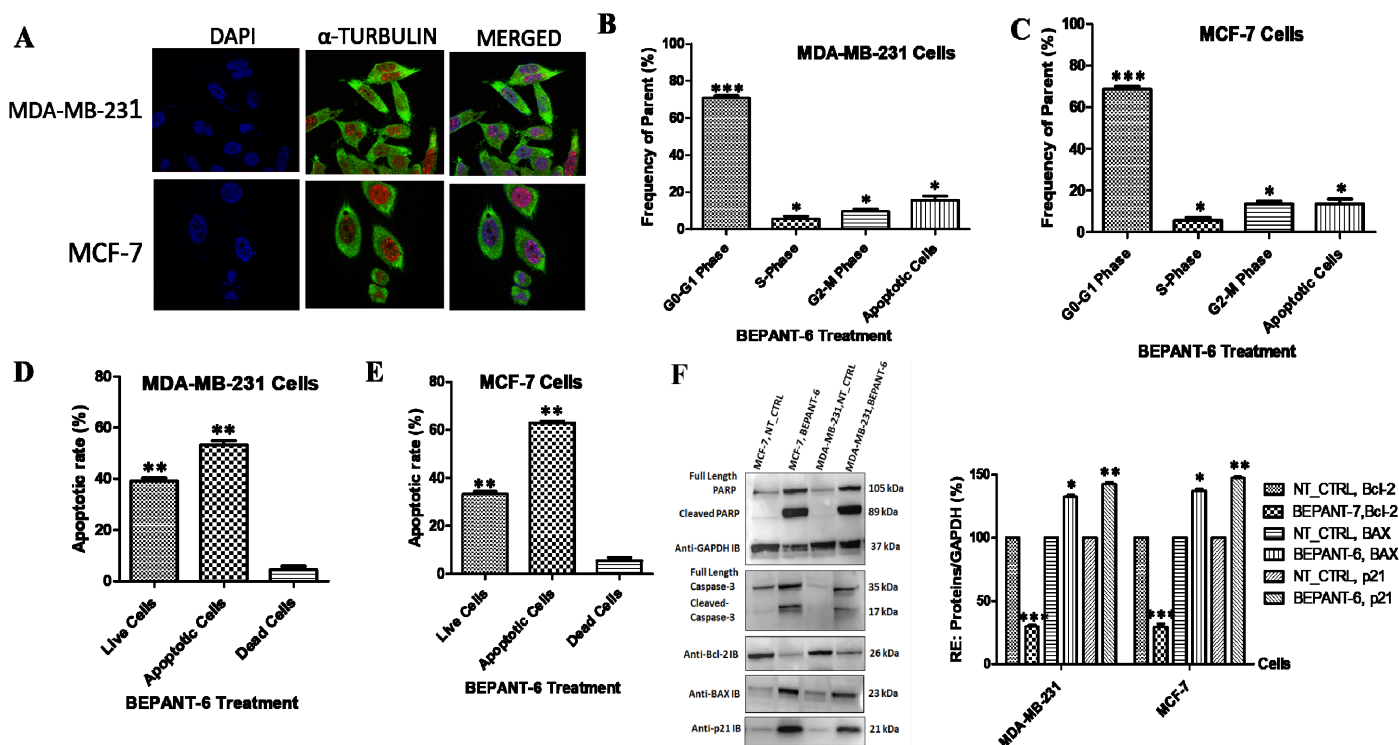 A
DAPI
α-TURBULIN
MERGED
MDA-MB-231
MCF-7
B
MDA-MB-231 Cells
Frequency of Parent (%)
100
80
60
40
20
0
***
*
*
*
G0-G1 Phase
S-Phase
G2-M Phase
Apoptotic Cells
BEPANT-6 Treatment
C
MCF-7 Cells
Frequency of Parent (%)
100
80
60
40
20
0
***
*
*
*
G0-G1 Phase
S-Phase
G2-M Phase
Apoptotic Cells
BEPANT-6 Treatment
D
MDA-MB-231 Cells
Apoptotic rate (%)
80
60
40
20
0
**
**
Live Cells
Apoptotic Cells
Dead Cells
BEPANT-6 Treatment
E
MCF-7 Cells
Apoptotic rate (%)
80
60
40
20
0
**
**
Live Cells
Apoptotic Cells
Dead Cells
BEPANT-6 Treatment
F
MCF-7, NT_CTRL
MCF-7, BEPANT-6
MDA-MB-231,NT_CTRL
MDA-MB-231,BEPANT-6
Full Length
PARP
105 kDa
Cleaved PARP
89 kDa
Anti-GAPDH IB
37 kDa
Full Length
Caspase-3
35 kDa
Cleaved-
Caspase-3
17 kDa
Anti-Bcl-2 IB
26 kDa
Anti-BAX IB
23 kDa
Anti-p21 IB
21 kDa
RE: Proteins/GAPDH (%)
150
100
50
0
***
*
**
***
*
**
MDA-MB-231
MCF-7
Cells
NT_CTRL, Bcl-2
BEPANT-7,Bcl-2
NT_CTRL, BAX
BEPANT-6, BAX
NT_CTRL, p21
BEPANT-6, p21